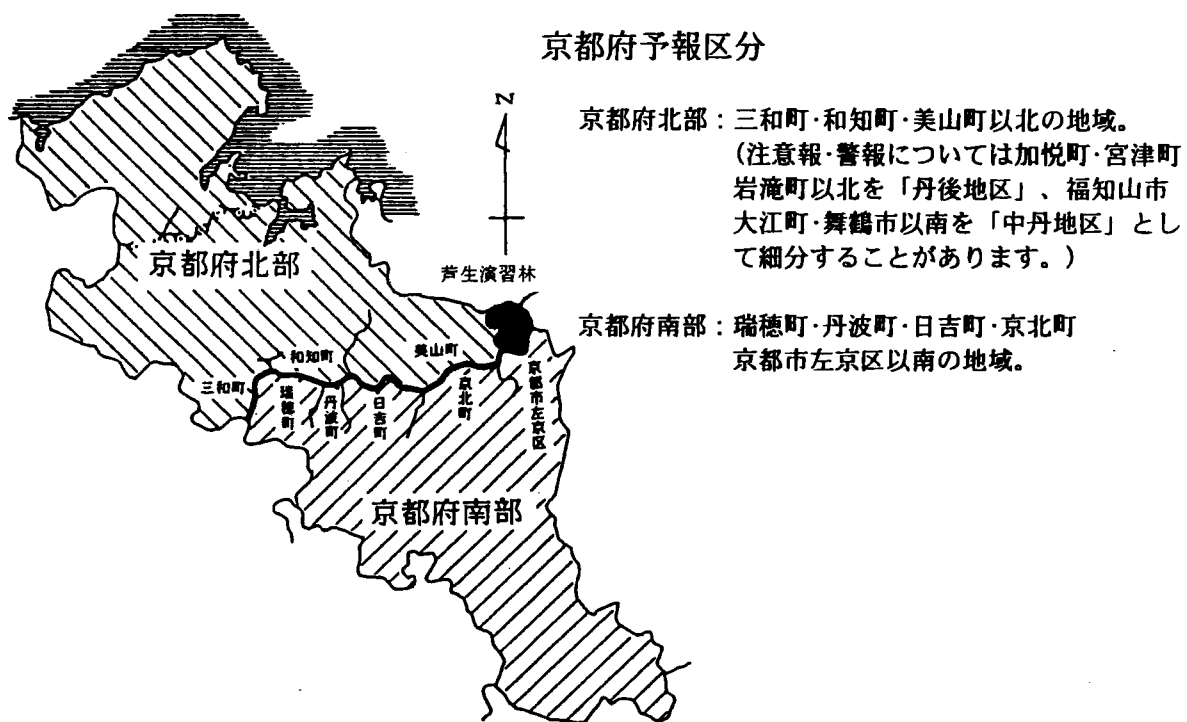 京都府予報区分
N
京都府北部：三和町・和知町・美山町以北の地域。
(注意報・警報については加悦町・宮津町
岩滝町以北を「丹後地区」、福知山市
大江町・舞鶴市以南を「中丹地区」とし
て細分することがあります。)
京都府南部：瑞穂町・丹波町・日吉町・京北町
京都市左京区以南の地域。
京都府北部
芦生演習林
和知町
美山町
三和町
瑞穂町
丹波町
日吉町
京北町
京都市左京区
京都府南部